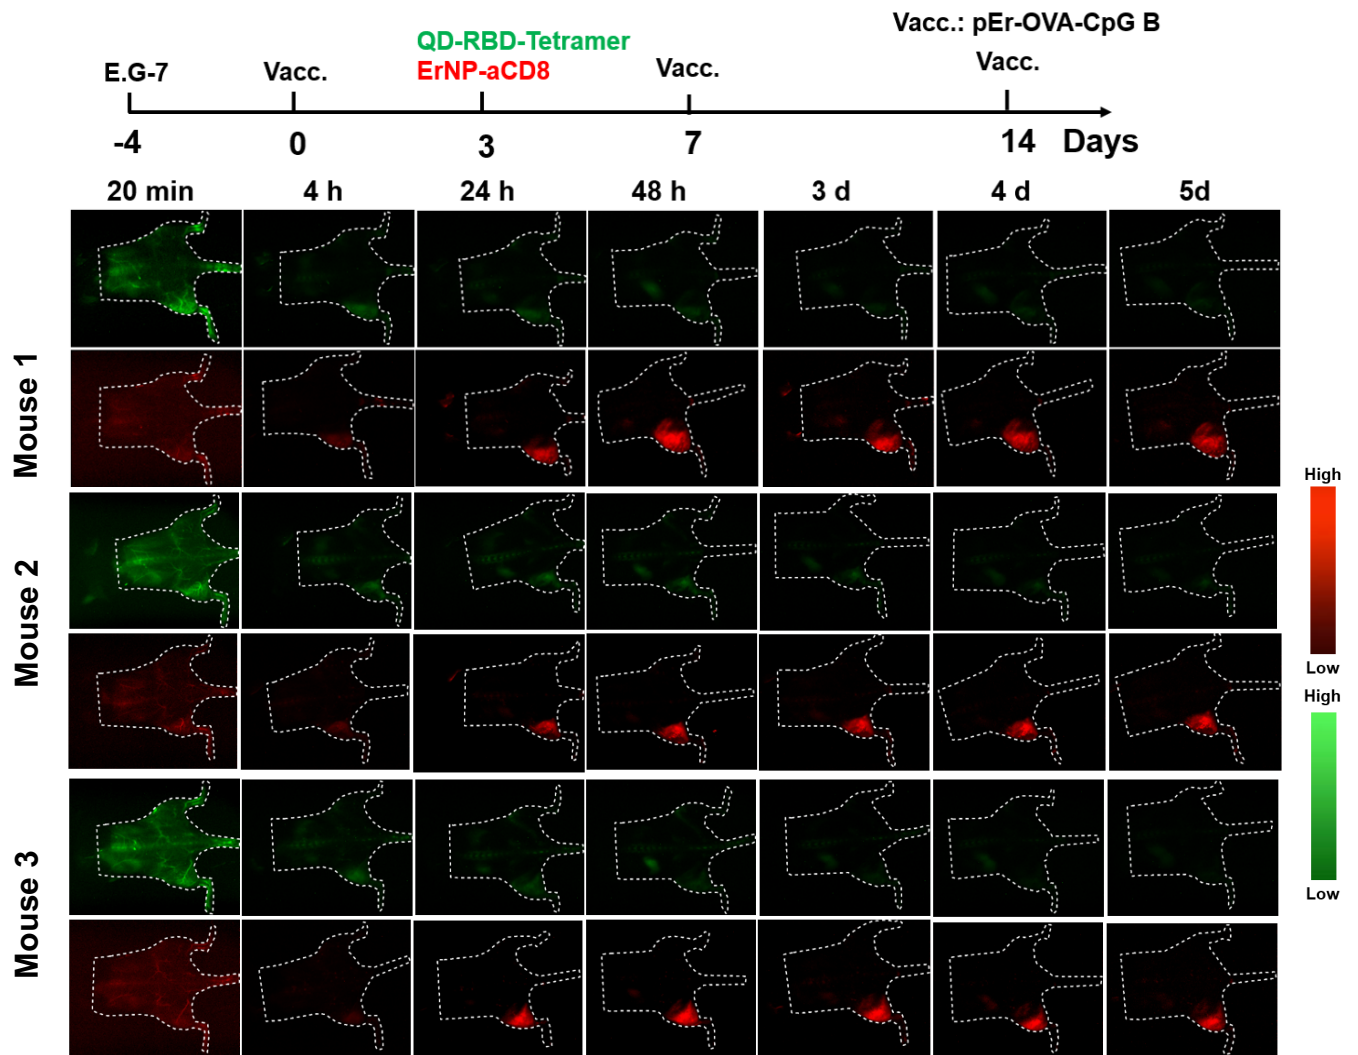 Vacc.: pEr-OVA-CpG B
QD-RBD-Tetramer
E.G-7 Vacc. ErNP-aCD8 Vacc. Vacc.
-4 0 3 7 14 Days
20 min 4 h 24 h 48 h 3 d 4 d 5d
Mouse 1
Mouse 2
Mouse 3
High
Low
High
Low